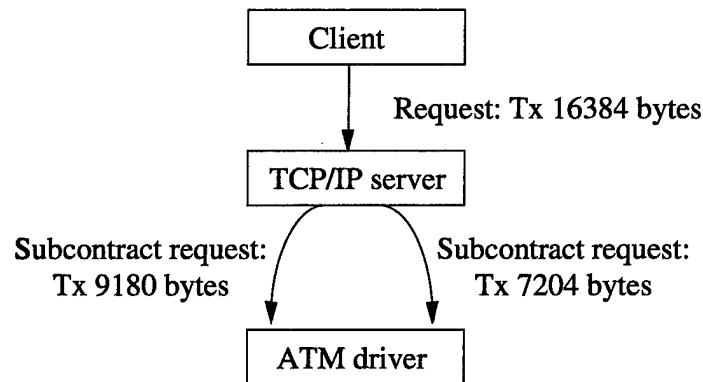 Client
Request: Tx 16384 bytes
TCP/IP server
Subcontract request:
Tx 9180 bytes
Subcontract request:
Tx 7204 bytes
ATM driver